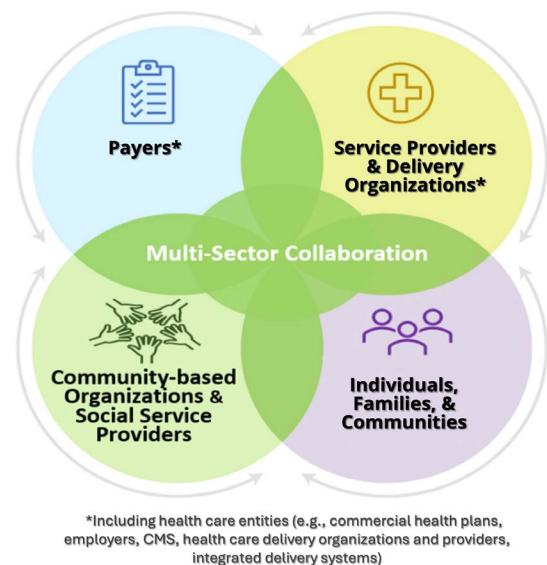 Payers*
Service Providers
& Delivery
Organizations*
Multi-Sector Collaboration
Community-based
Organizations &
Social Service
Providers
Individuals,
Families, &
Communities
*Including health care entities (e.g., commercial health plans,
employers, CMS, health care delivery organizations and providers,
integrated delivery systems)